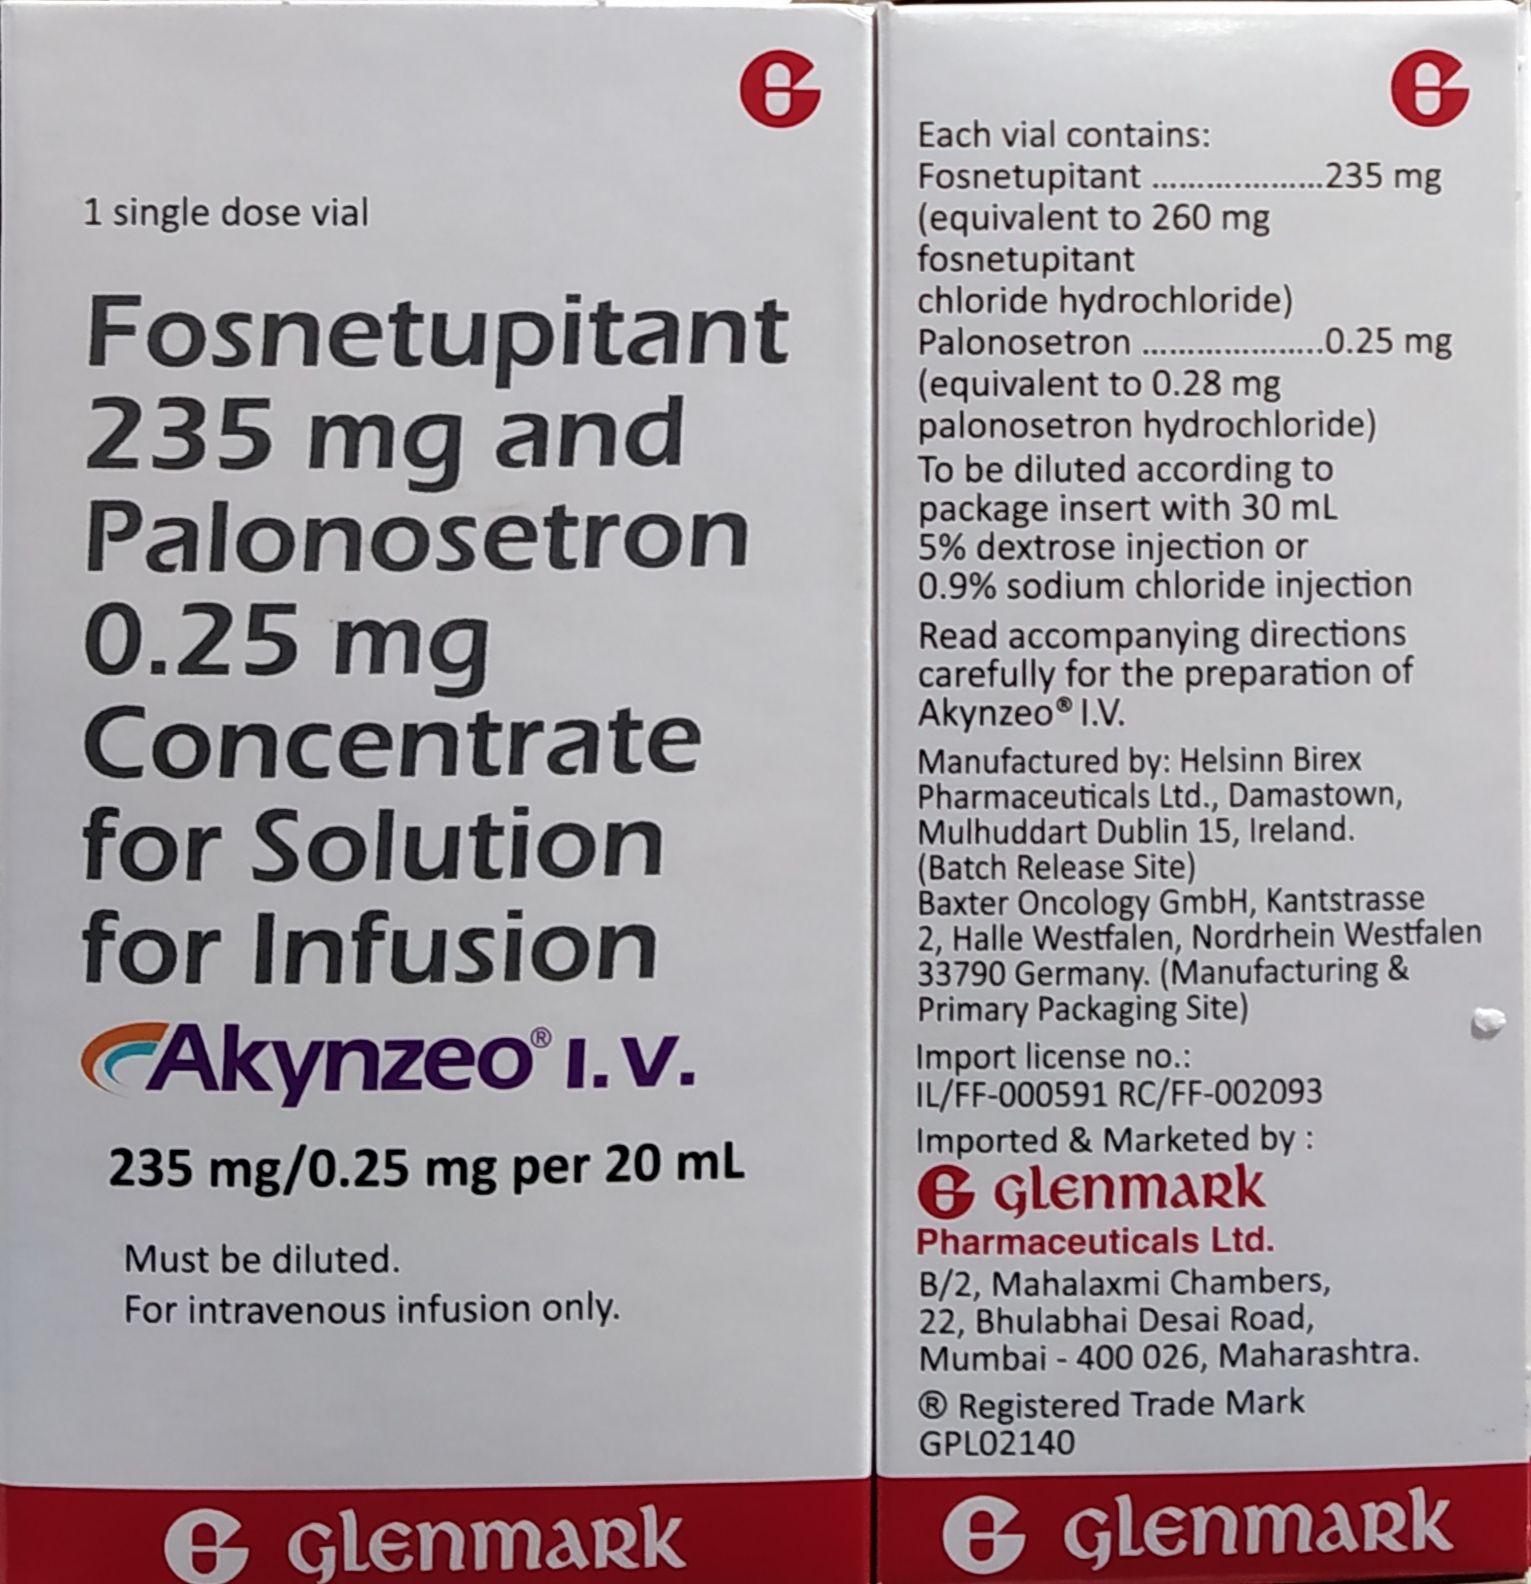 1 single dose vial
Fosnetupitant
235 mg and
Palonosetron
0.25 mg
Concentrate
for Solution
for Infusion
Akynzeo® I.V.
235 mg/0.25 mg per 20 mL
Must be diluted.
For intravenous infusion only.
glenmark
Each vial contains:
Fosnetupitant ...................235 mg
(equivalent to 260 mg
fosnetupitant
chloride hydrochloride)
Palonosetron ....................0.25 mg
(equivalent to 0.28 mg
palonosetron hydrochloride)
To be diluted according to
package insert with 30 mL
5% dextrose injection or
0.9% sodium chloride injection
Read accompanying directions
carefully for the preparation of
Akynzeo® I.V.
Manufactured by: Helsinn Birex
Pharmaceuticals Ltd., Damastown,
Mulhuddart Dublin 15, Ireland.
(Batch Release Site)
Baxter Oncology GmbH, Kantstrasse
2, Halle Westfalen, Nordrhein Westfalen
33790 Germany. (Manufacturing &
Primary Packaging Site)
Import license no.:
IL/FF-000591 RC/FF-002093
Imported & Marketed by :
glenmark
Pharmaceuticals Ltd.
B/2, Mahalaxmi Chambers,
22, Bhulabhai Desai Road,
Mumbai - 400 026, Maharashtra.
® Registered Trade Mark
GPL02140
glenmark